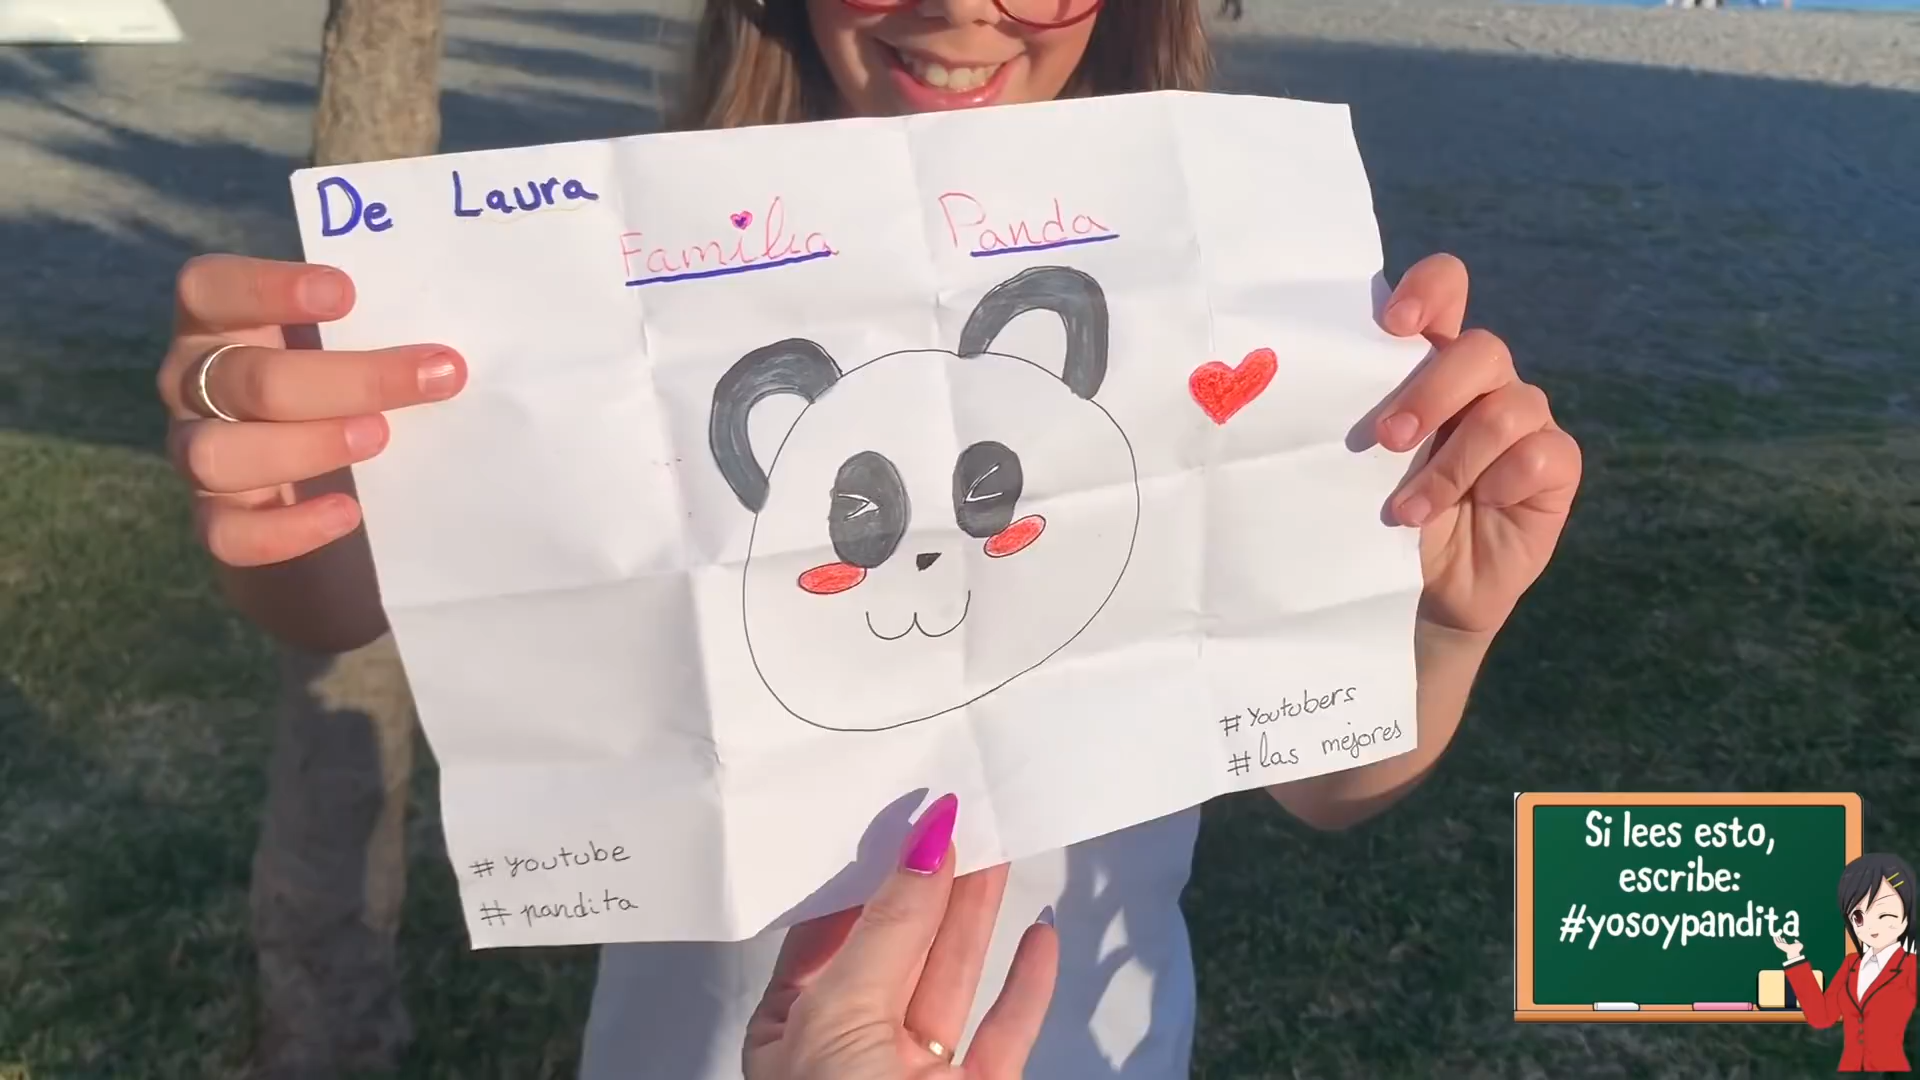 De Laura
Familia Panda
#Youtubers
#las mejores
#youtube
#pandita
Si lees esto,
escribe:
#yosoypandita